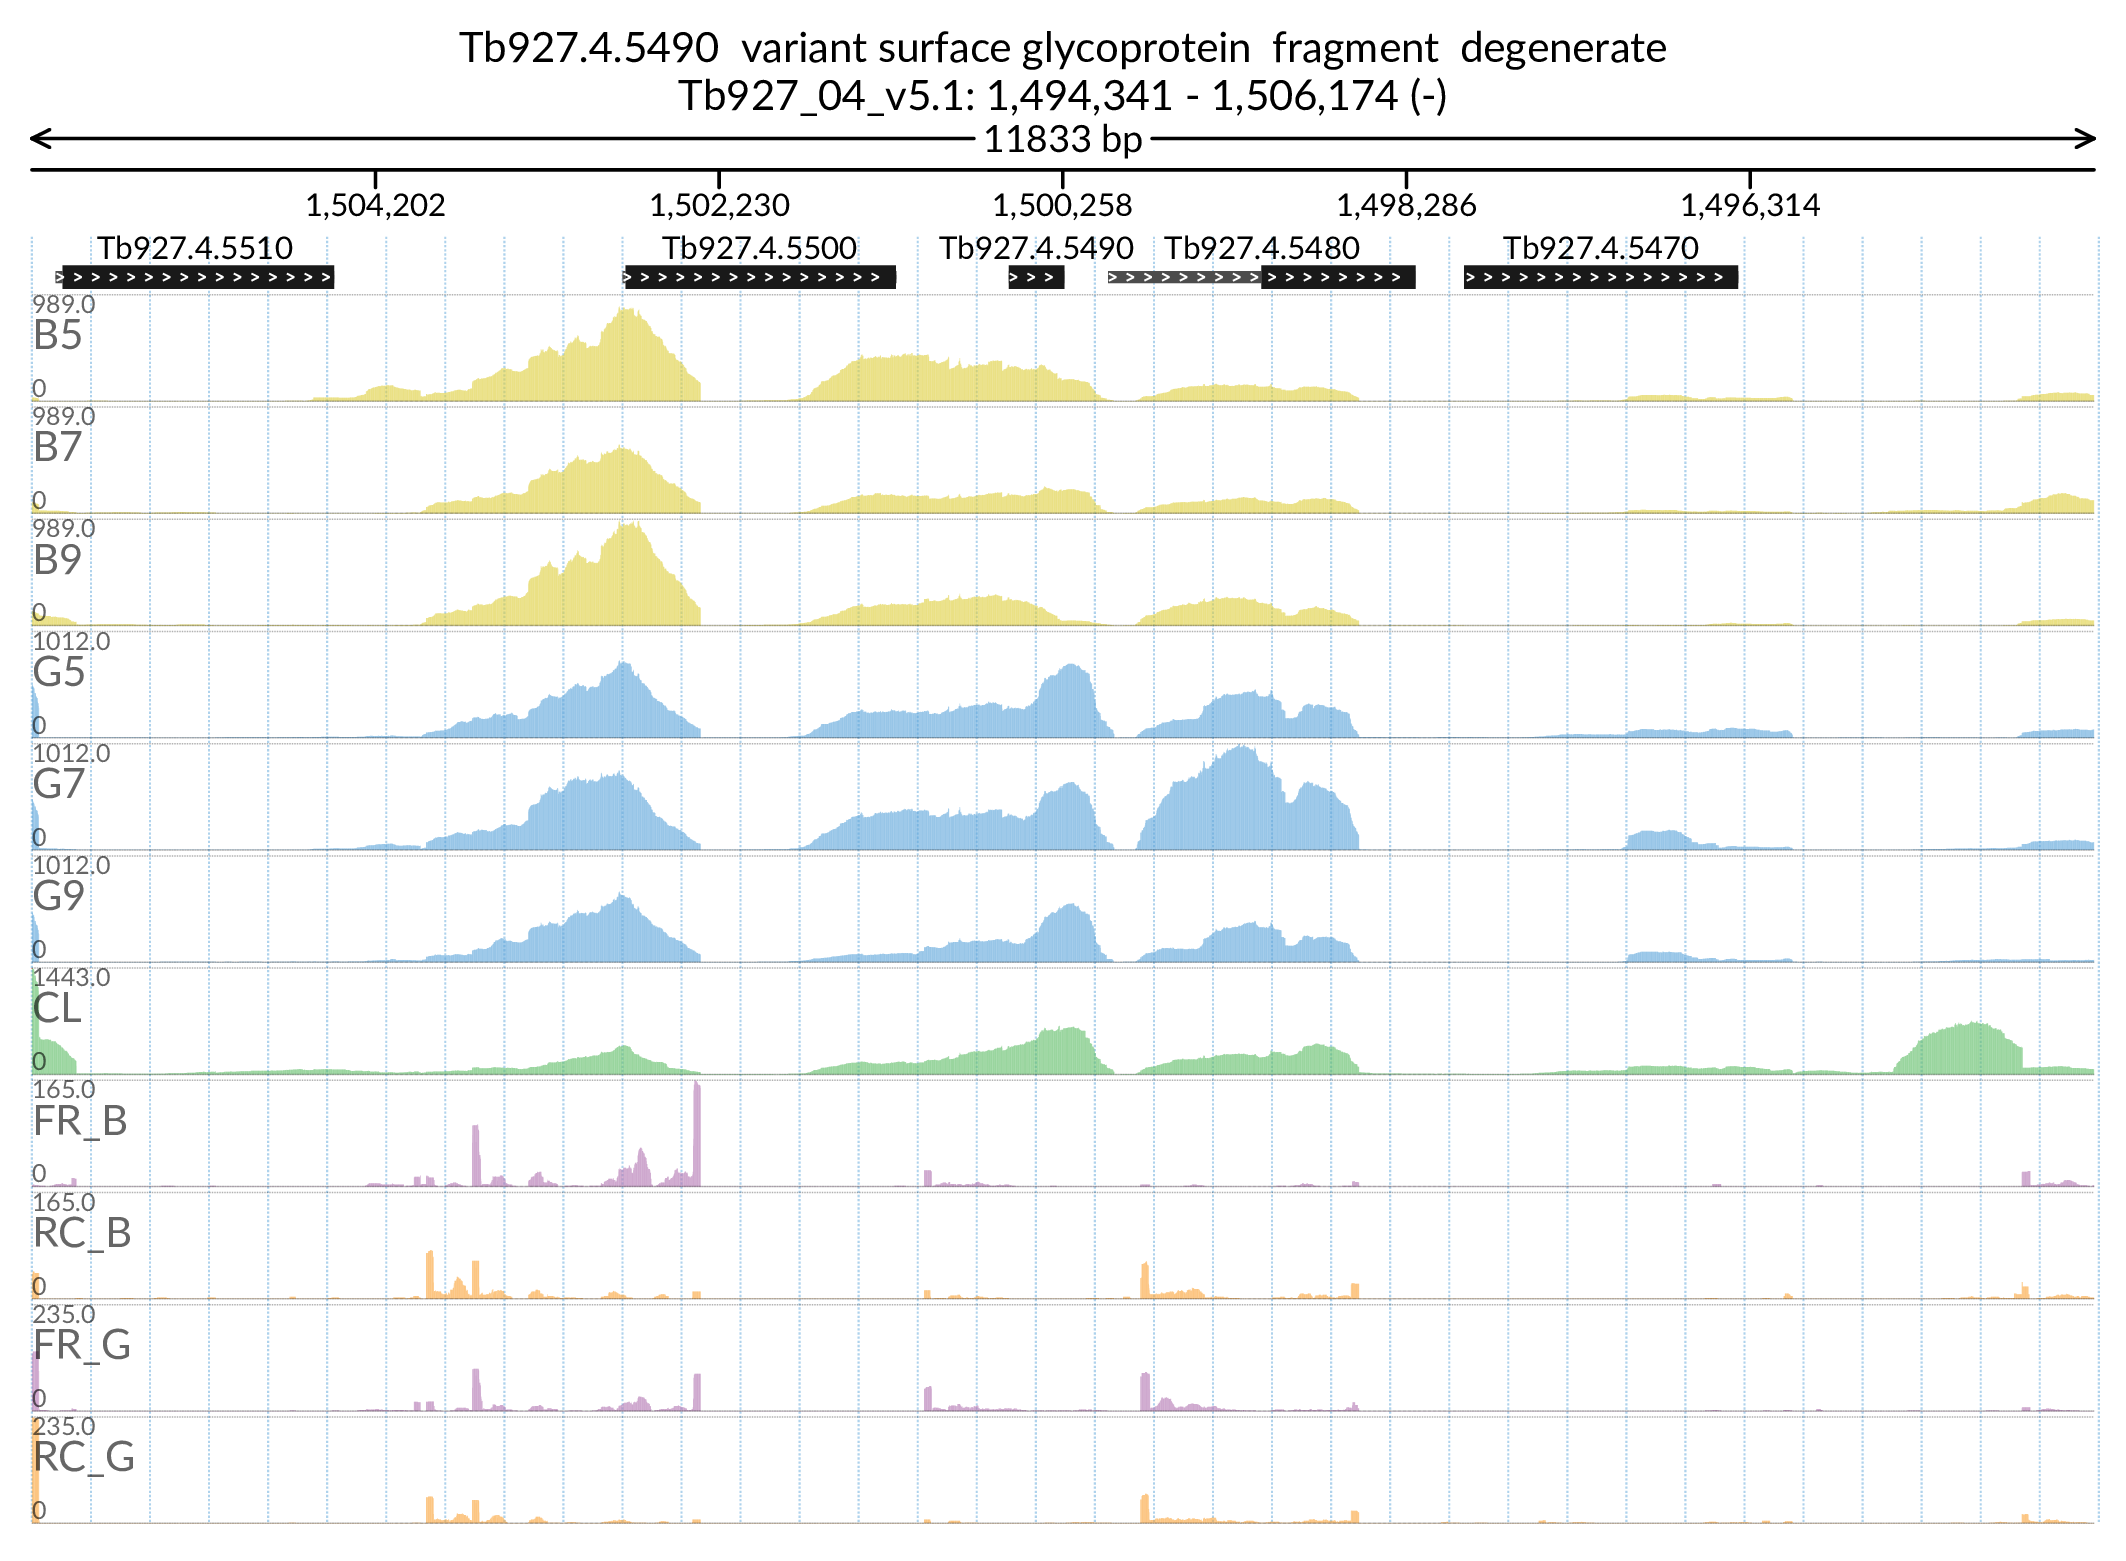 Tb927.4.5490 variant surface glycoprotein fragment degenerate
Tb927_04_v5.1: 1,494,341 - 1,506,174 (-)
11833 bp
1,504,202 1,502,230 1,500,258 1,498,286 1,496,314
Tb927.4.5510 Tb927.4.5500 Tb927.4.5490 Tb927.4.5480 Tb927.4.5470
989.0
B5
0
989.0
B7
0
989.0
B9
0
1012.0
G5
0
1012.0
G7
0
1012.0
G9
0
1443.0
CL
0
165.0
FR_B
0
165.0
RC_B
0
235.0
FR_G
0
235.0
RC_G
0